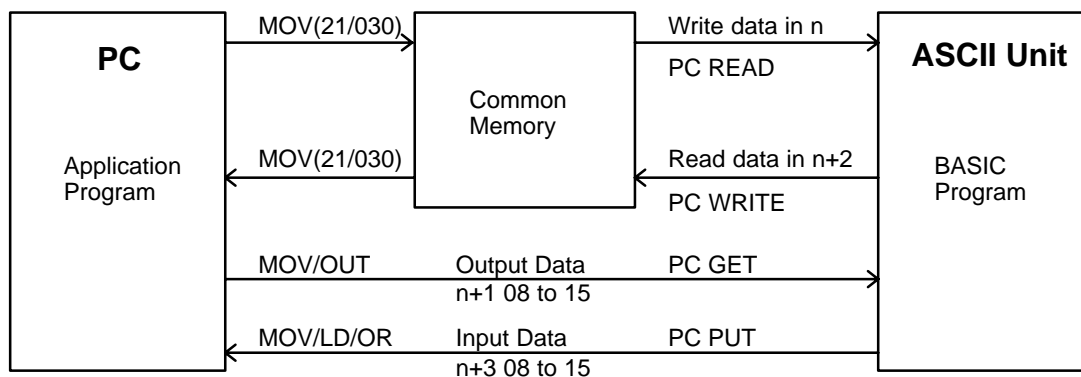 MOV(21/030)
Write data in n
PC
ASCII Unit
PC READ
Common
Memory
MOV(21/030)
Read data in n+2
Application
Program
BASIC
Program
PC WRITE
MOV/OUT
Output Data
PC GET
n+1 08 to 15
MOV/LD/OR
Input Data
PC PUT
n+3 08 to 15